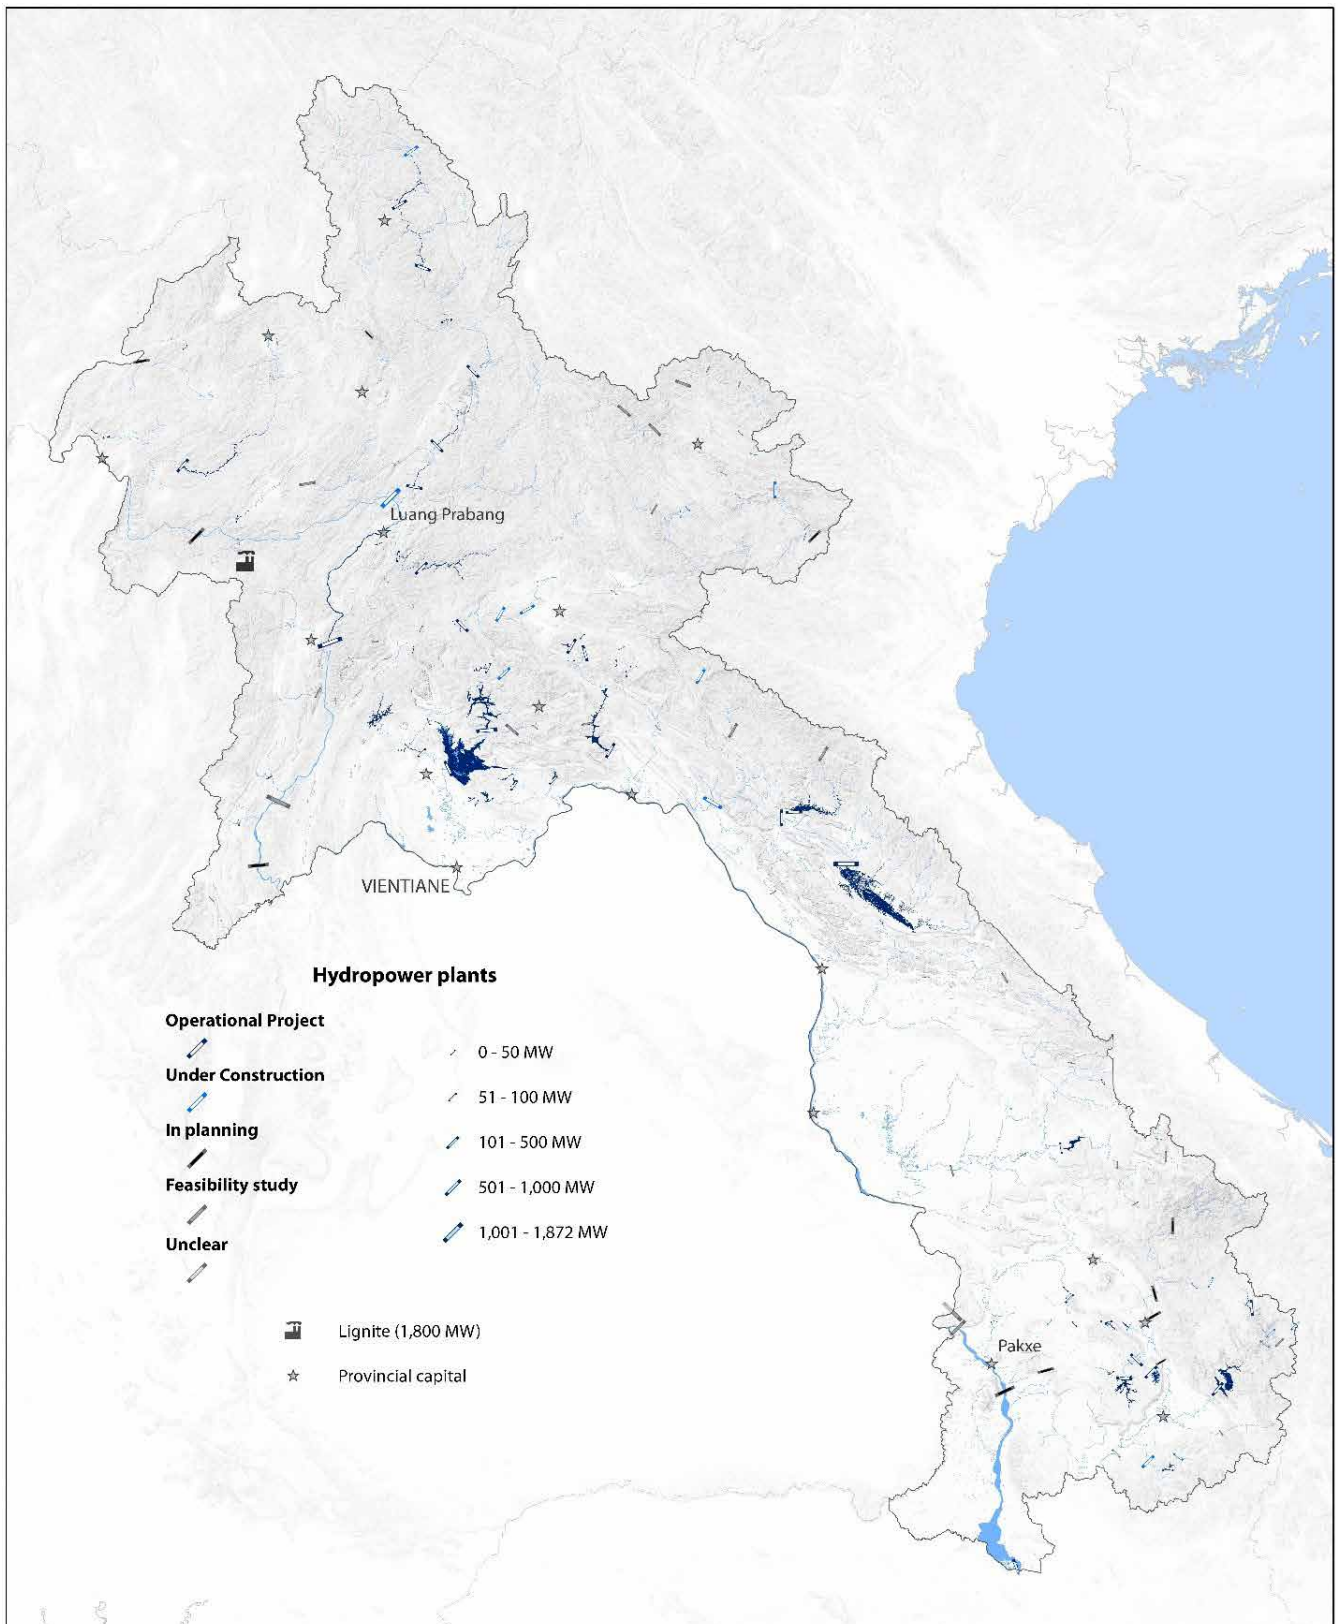 Luang Prabang
VIENTIANE
Hydropower plants
Operational Project
Under Construction
In planning
Feasibility study
Unclear
0 - 50 MW
51 - 100 MW
101 - 500 MW
501 - 1,000 MW
1,001 - 1,872 MW
Lignite (1,800 MW)
Provincial capital
Pakxe